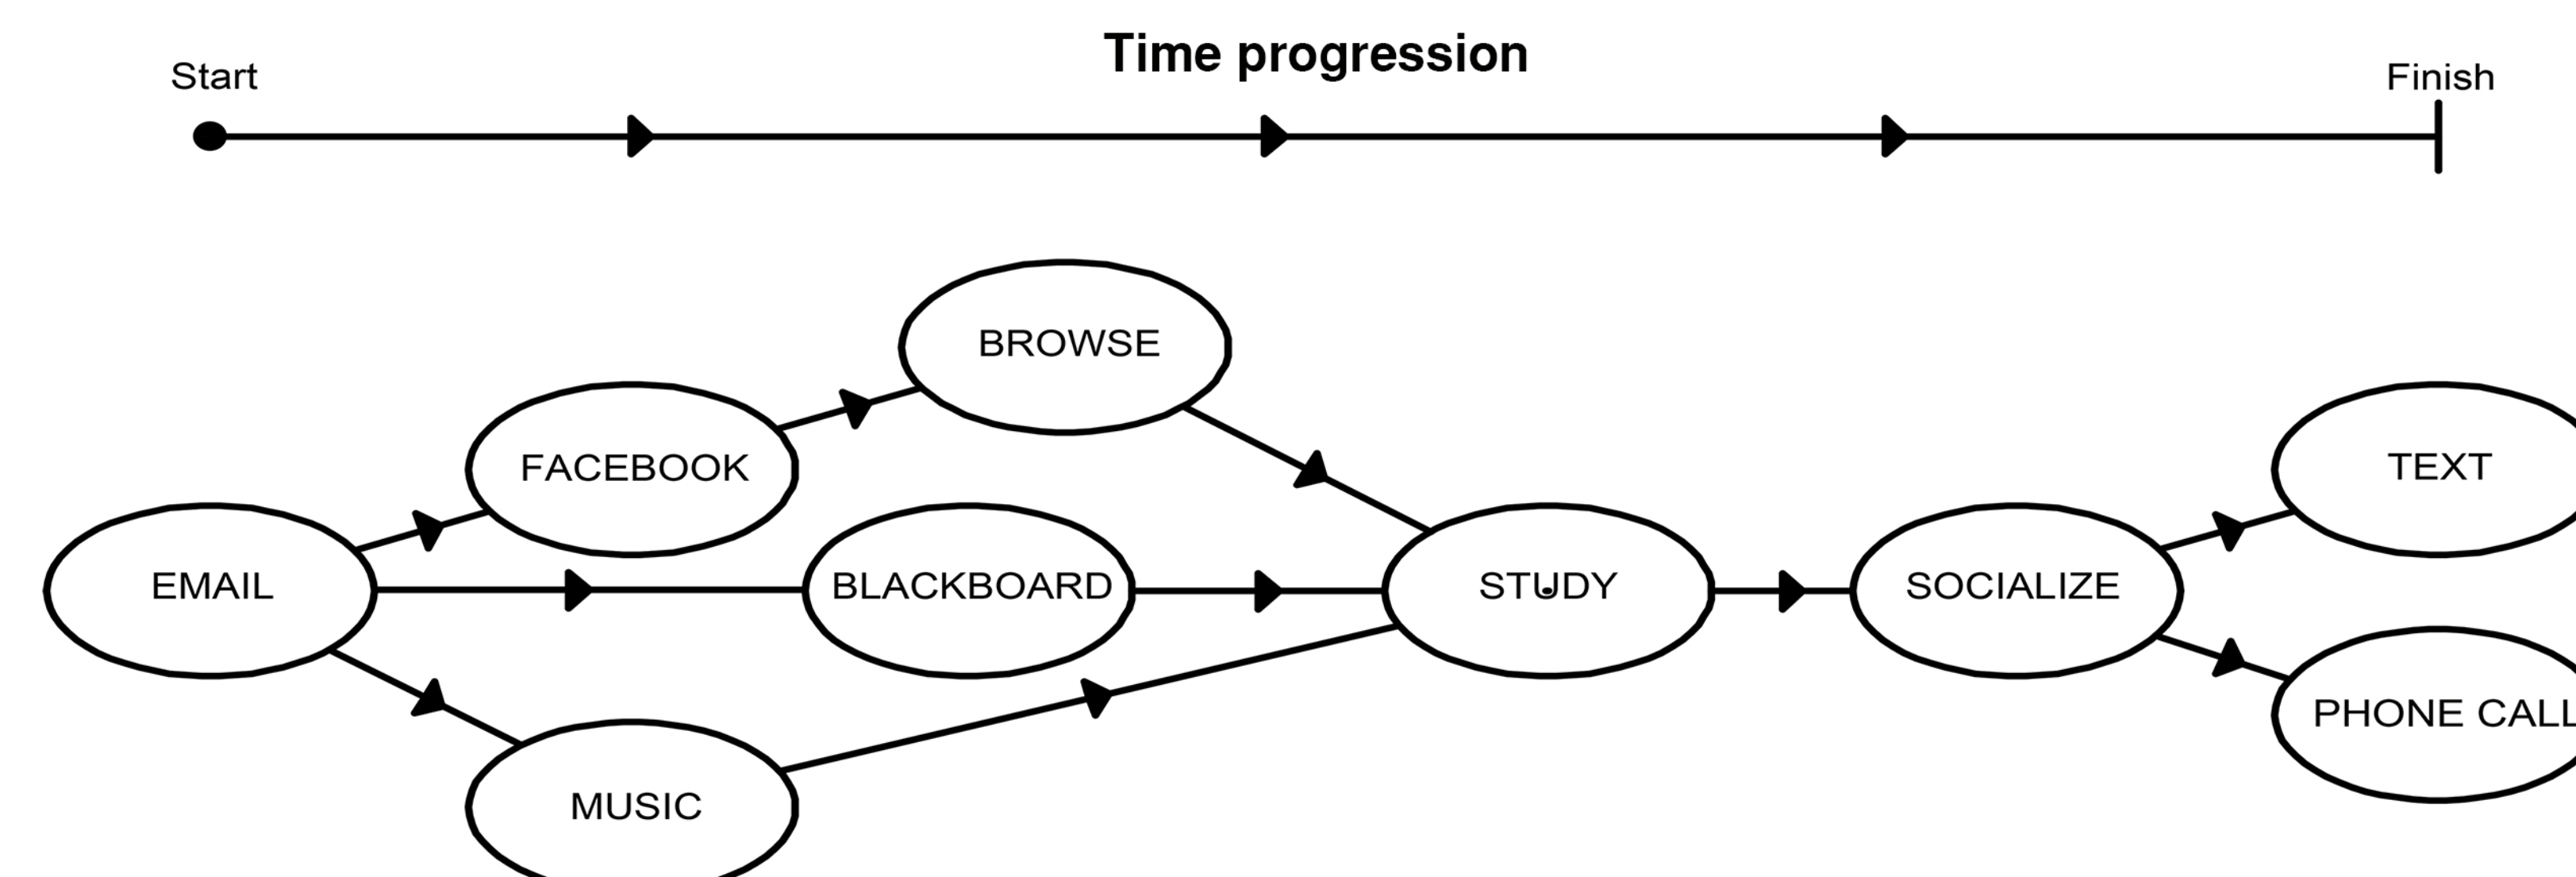 Time progression
Start
Finish
BROWSE
FACEBOOK
TEXT
EMAIL
BLACKBOARD
STUDY
SOCIALIZE
PHONE CALL
MUSIC